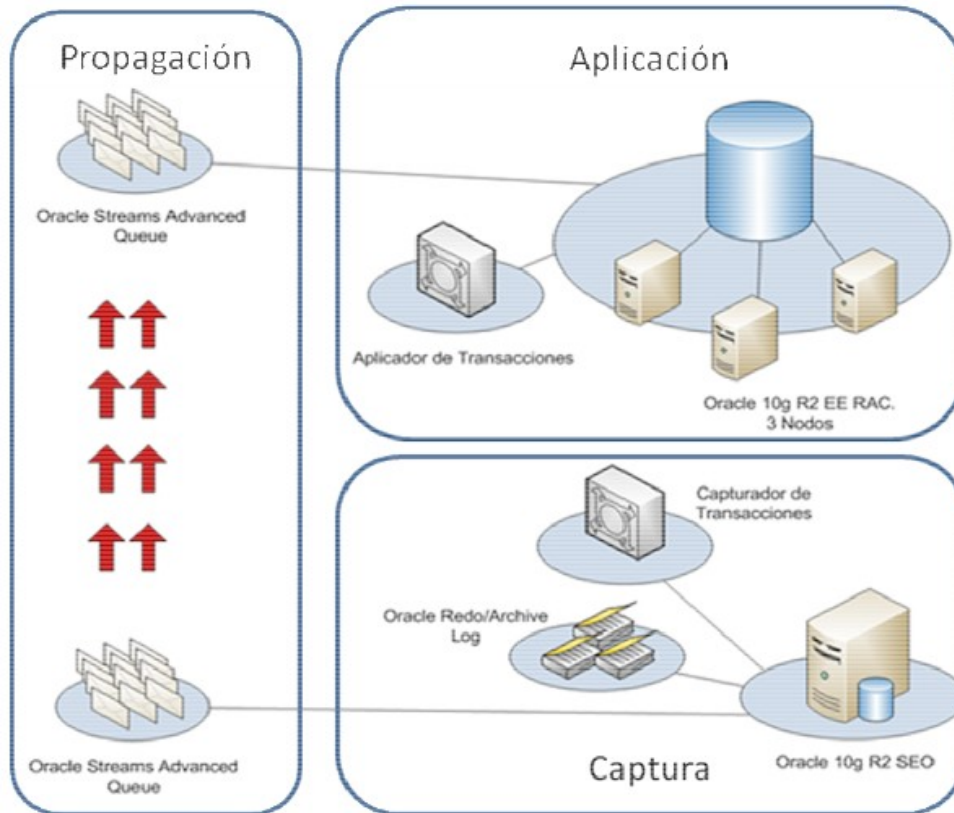 Propagación
Oracle Streams Advanced
Queue
Oracle Streams Advanced
Queue
Aplicación
Aplicador de Transacciones
Oracle 10g R2 EE RAC.
3 Nodos
Capturador de
Transacciones
Oracle Redo/Archive
Log
Oracle 10g R2 SEO
Captura